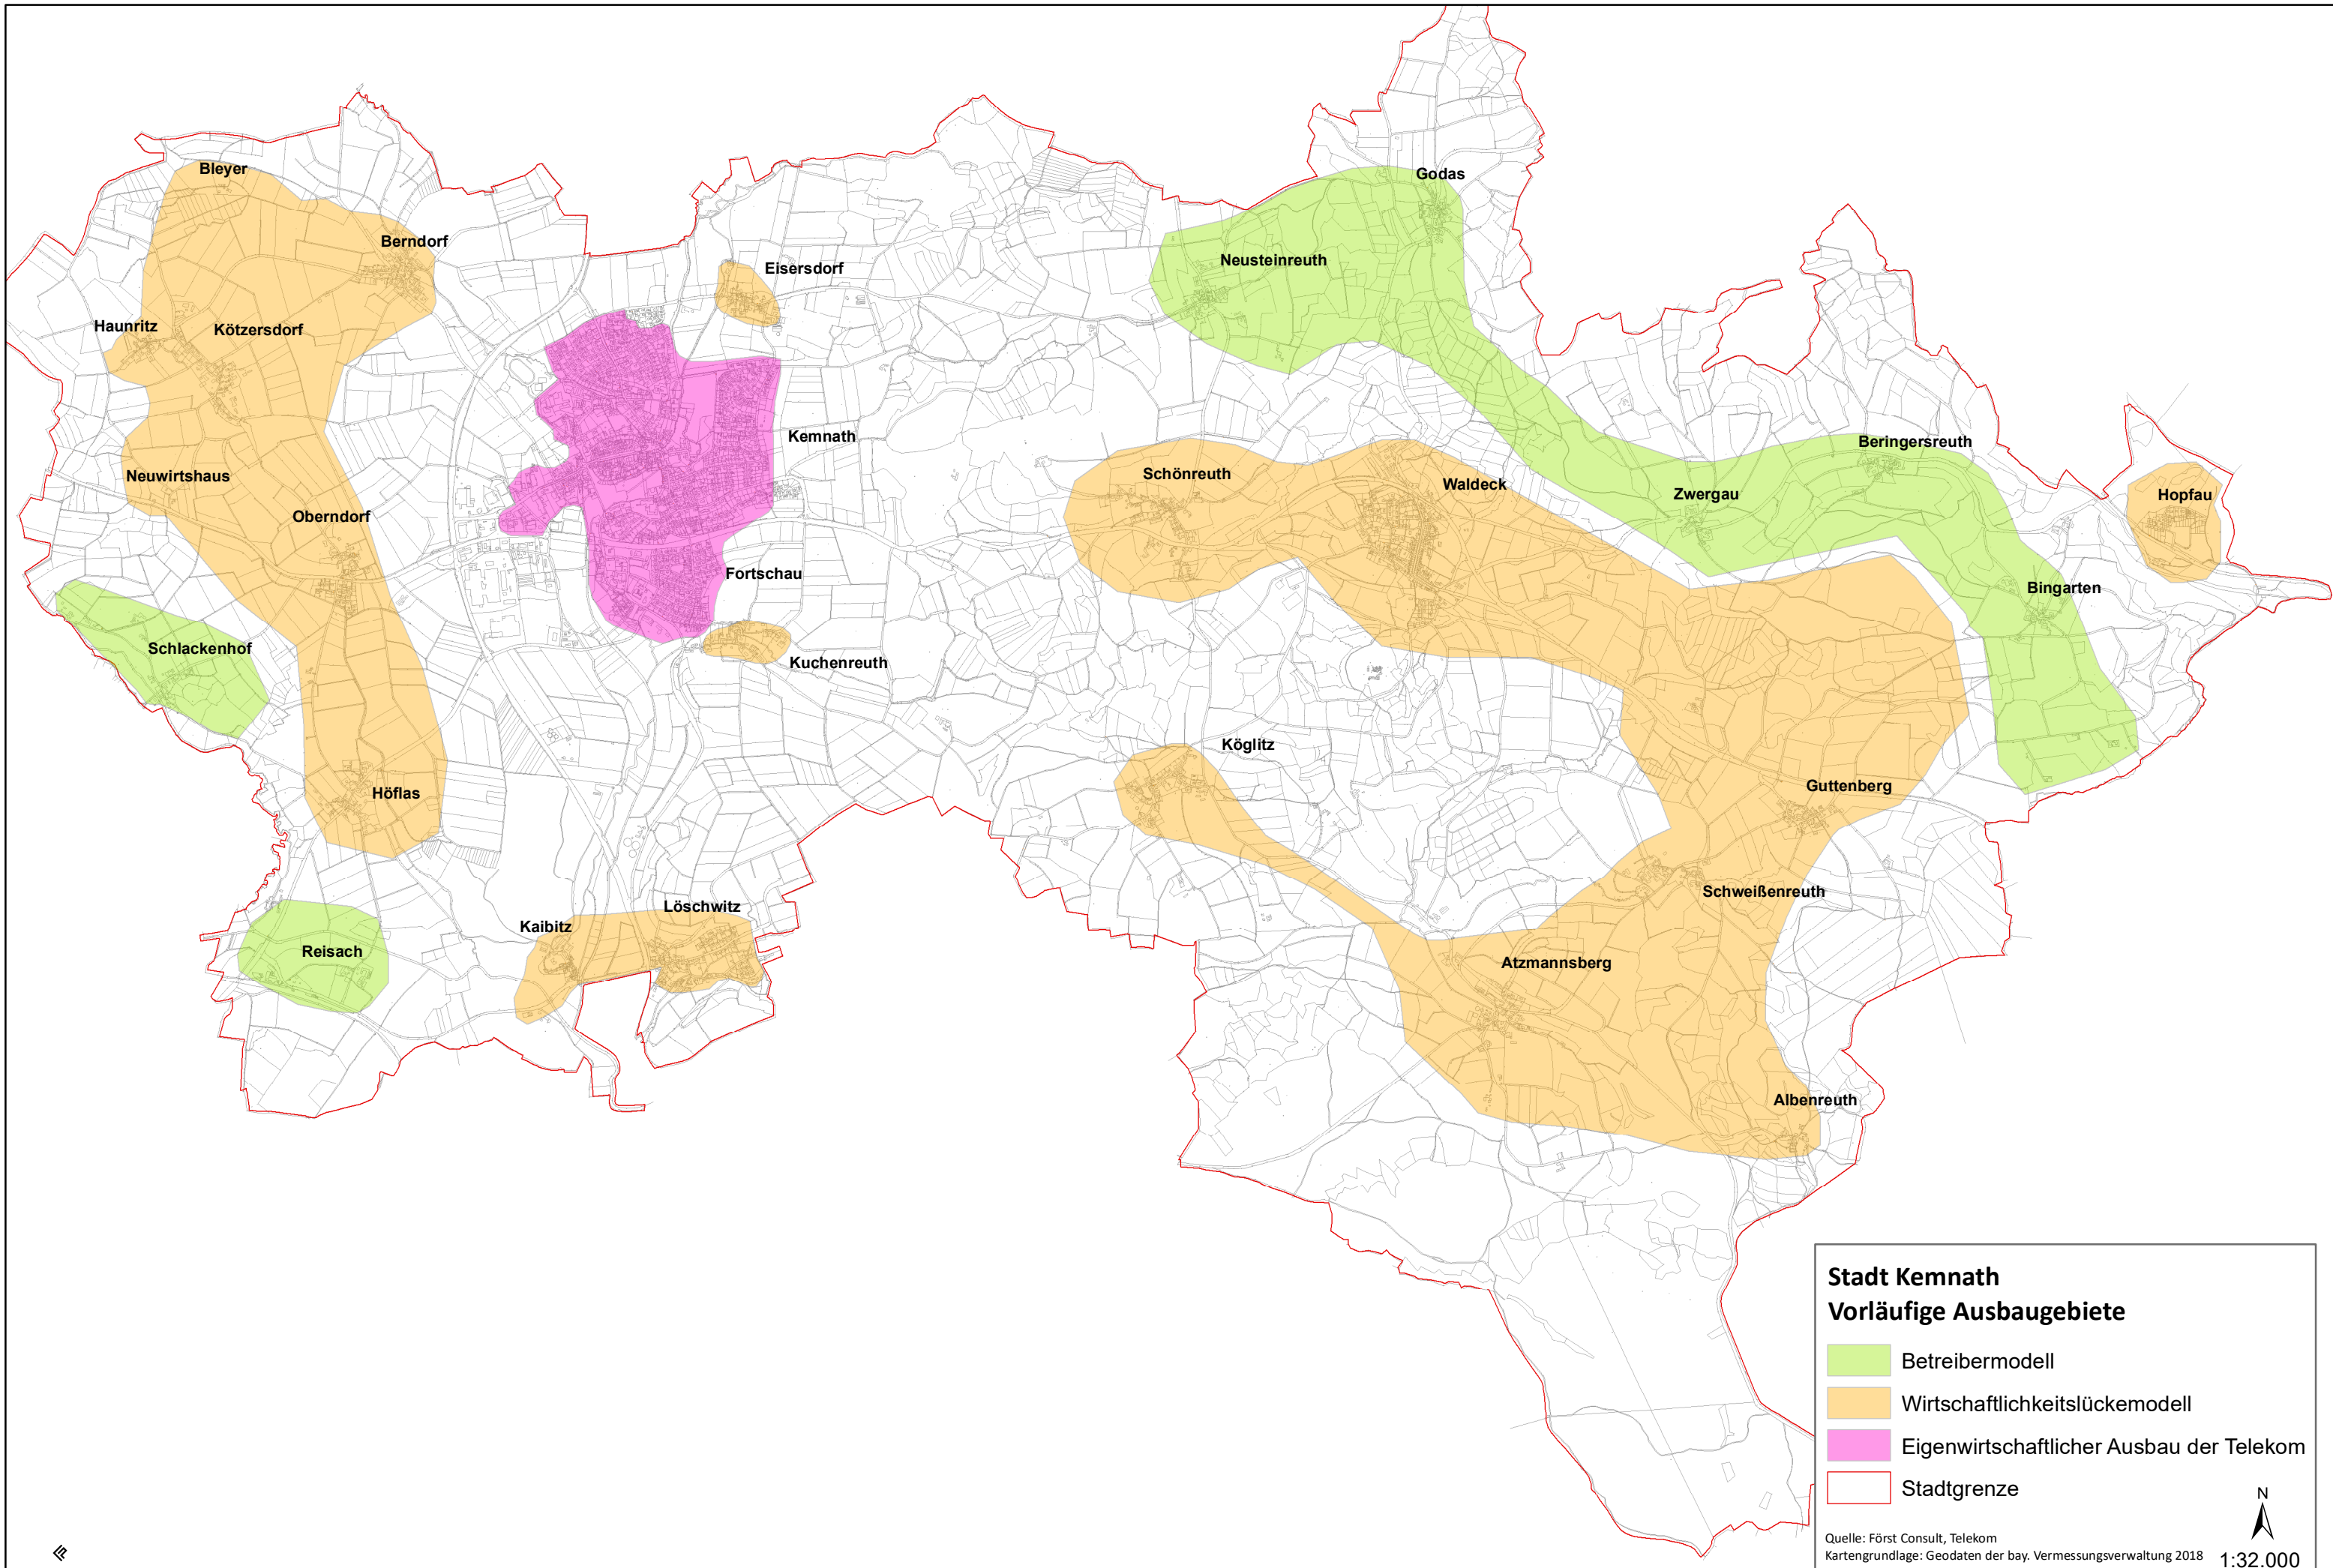 Bleyer
Godas
Berndorf
Neusteinreuth
Eisersdorf
Haunritz
Kötzersdorf
Kemnath
Beringersreuth
Schönreuth
Neuwirtshaus
Waldeck
Zwergau
Hopfau
Oberndorf
Fortschau
Bingarten
Schlackenhof
Kuchenreuth
Köglitz
Guttenberg
Höflas
Schweißenreuth
Löschwitz
Kaibitz
Reisach
Atzmannsberg
Albenreuth
Stadt Kemnath
Vorläufige Ausbaugebiete
Betreibermodell
Wirtschaftlichkeitslückemodell
Eigenwirtschaftlicher Ausbau der Telekom
Stadtgrenze
N
Quelle: Först Consult, Telekom
Kartengrundlage: Geodaten der bay. Vermessungsverwaltung 2018
1:32.000